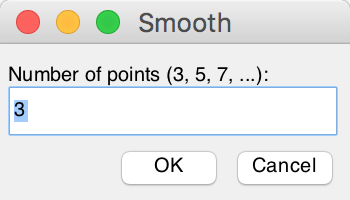 Smooth
Number of points (3, 5, 7, ...):
3
OK Cancel